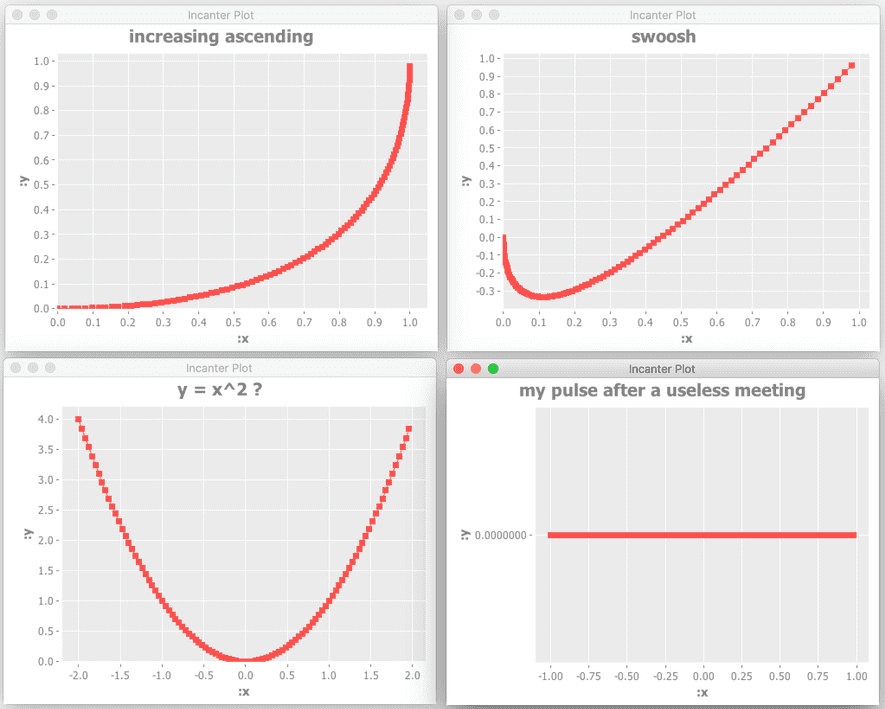 Incanter Plot
increasing ascending
1.0
0.9
0.8
0.7
0.6
0.5
0.4
0.3
0.2
0.1
0.0
:y
0.0 0.1 0.2 0.3 0.4 0.5 0.6 0.7 0.8 0.9 1.0
:x
Incanter Plot
swoosh
1.0
0.9
0.8
0.7
0.6
0.5
0.4
0.3
0.2
0.1
0.0
-0.1
-0.2
-0.3
:y
0.0 0.1 0.2 0.3 0.4 0.5 0.6 0.7 0.8 0.9 1.0
:x
Incanter Plot
y = x^2 ?
4.0
3.5
3.0
2.5
2.0
1.5
1.0
0.5
0.0
:y
-2.0 -1.5 -1.0 -0.5 0.0 0.5 1.0 1.5 2.0
:x
Incanter Plot
my pulse after a useless meeting
:y
0.0000000
-1.00 -0.75 -0.50 -0.25 0.00 0.25 0.50 0.75 1.00
:x